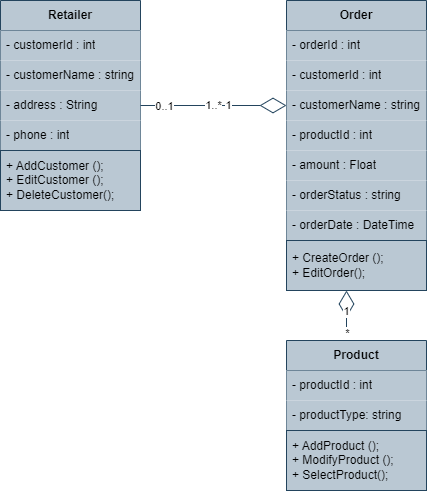 Retailer
- customerId : int
- customerName : string
- address : String
- phone : int
+ AddCustomer ();
+ EditCustomer ();
+ DeleteCustomer();
0..1
1..*-1
Order
- orderId : int
- customerId : int
- customerName : string
- productId : int
- amount : Float
- orderStatus : string
- orderDate : DateTime
+ CreateOrder ();
+ EditOrder();
1
*
Product
- productId : int
- productType: string
+ AddProduct ();
+ ModifyProduct ();
+ SelectProduct();